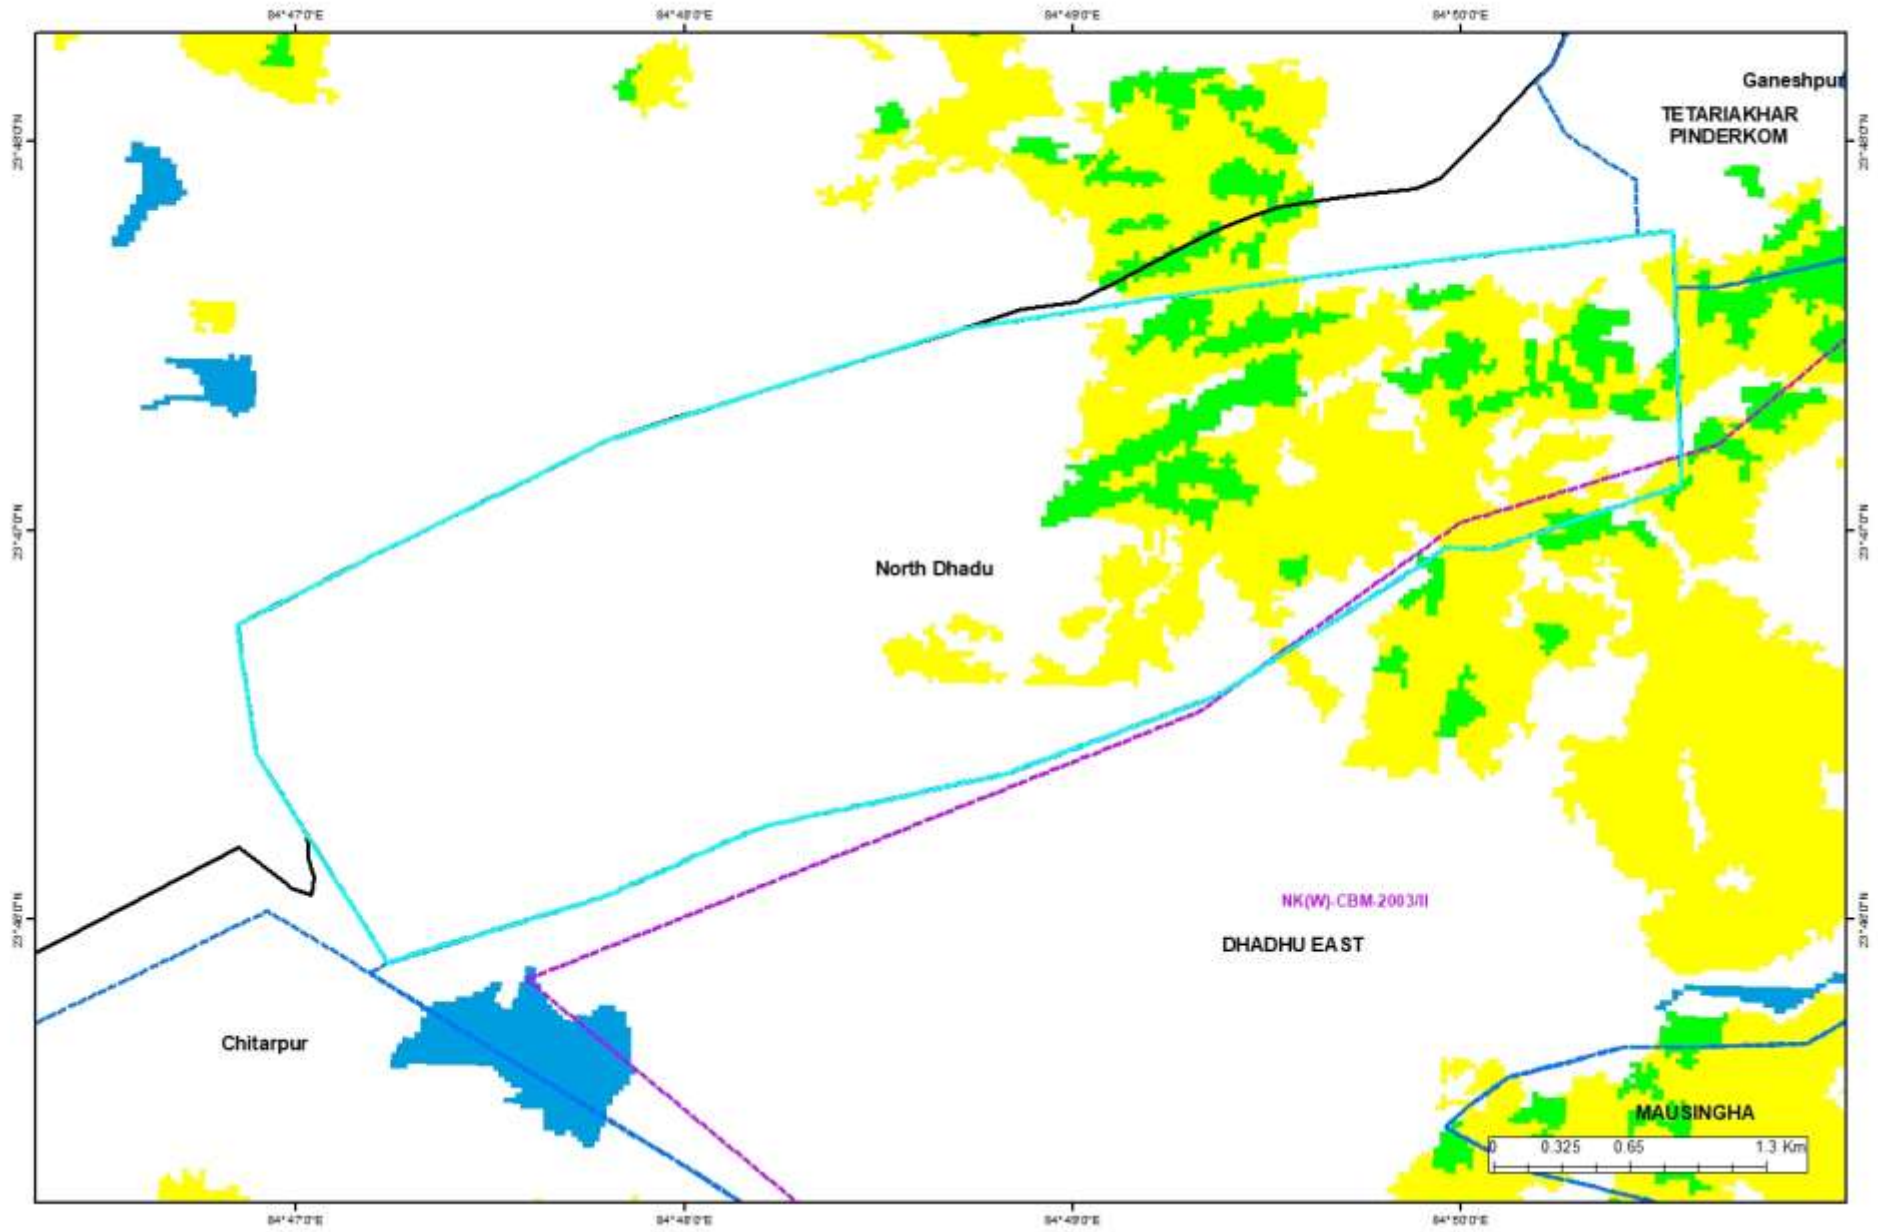 84°47'0"E 84°48'0"E 84°49'0"E 84°50'0"E
Ganeshpur
TETARIAKHAR
PINDERKOM
23°48'0"N 23°48'0"N
23°47'0"N 23°47'0"N
North Dhadu
NK(W)-CBM-2003/II
23°46'0"N 23°46'0"N
DHADHU EAST
Chitarpur
MAUSINGHA
0 0.325 0.65 1.3 Km
84°47'0"E 84°48'0"E 84°49'0"E 84°50'0"E